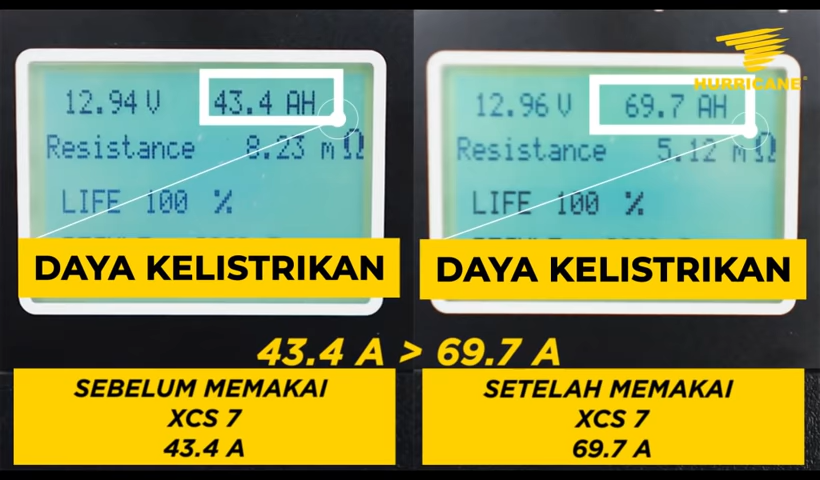 HURRICANE
12.94 V 43.4 AH
Resistance 8.23 mΩ
LIFE 100 %
DAYA KELISTRIKAN
12.96 V 69.7 AH
Resistance 5.12 mΩ
LIFE 100 %
DAYA KELISTRIKAN
43.4 A > 69.7 A
SEBELUM MEMAKAI
XCS 7
43.4 A
SETELAH MEMAKAI
XCS 7
69.7 A